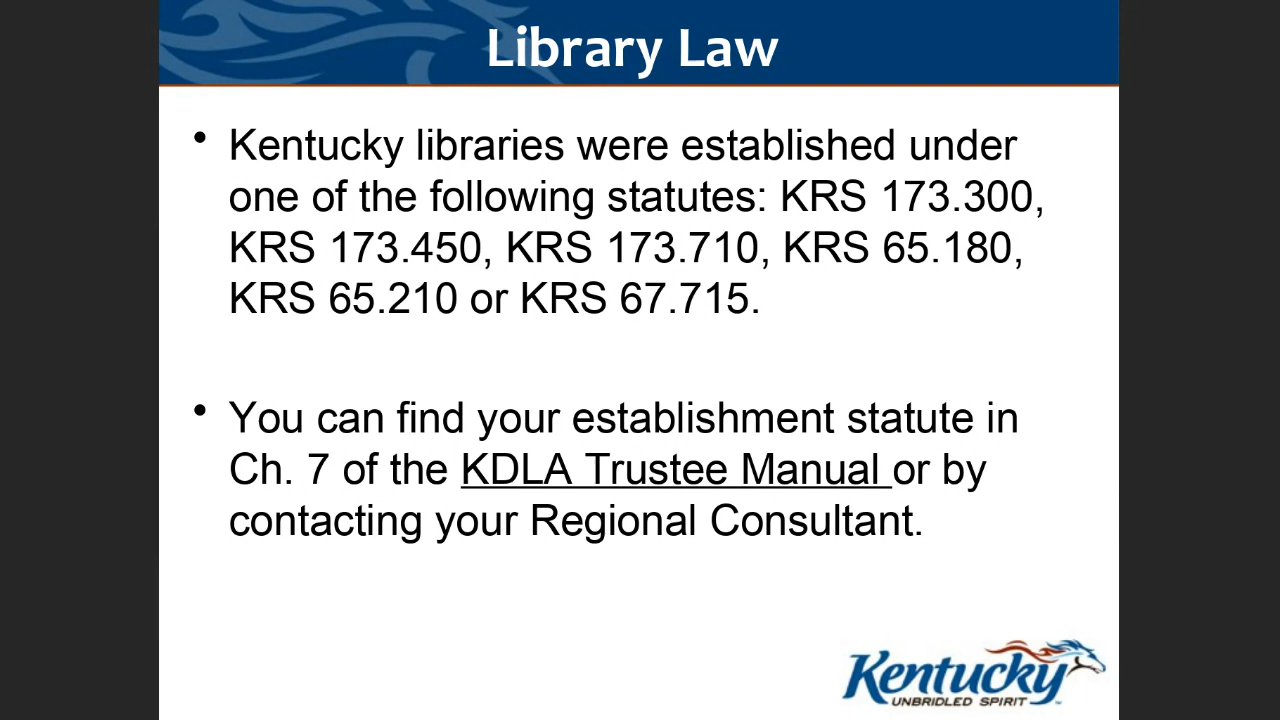 Library Law
• Kentucky libraries were established under
one of the following statutes: KRS 173.300,
KRS 173.450, KRS 173.710, KRS 65.180,
KRS 65.210 or KRS 67.715.
• You can find your establishment statute in
Ch. 7 of the KDLA Trustee Manual or by
contacting your Regional Consultant.
Kentucky
UNBRIDLED SPIRIT